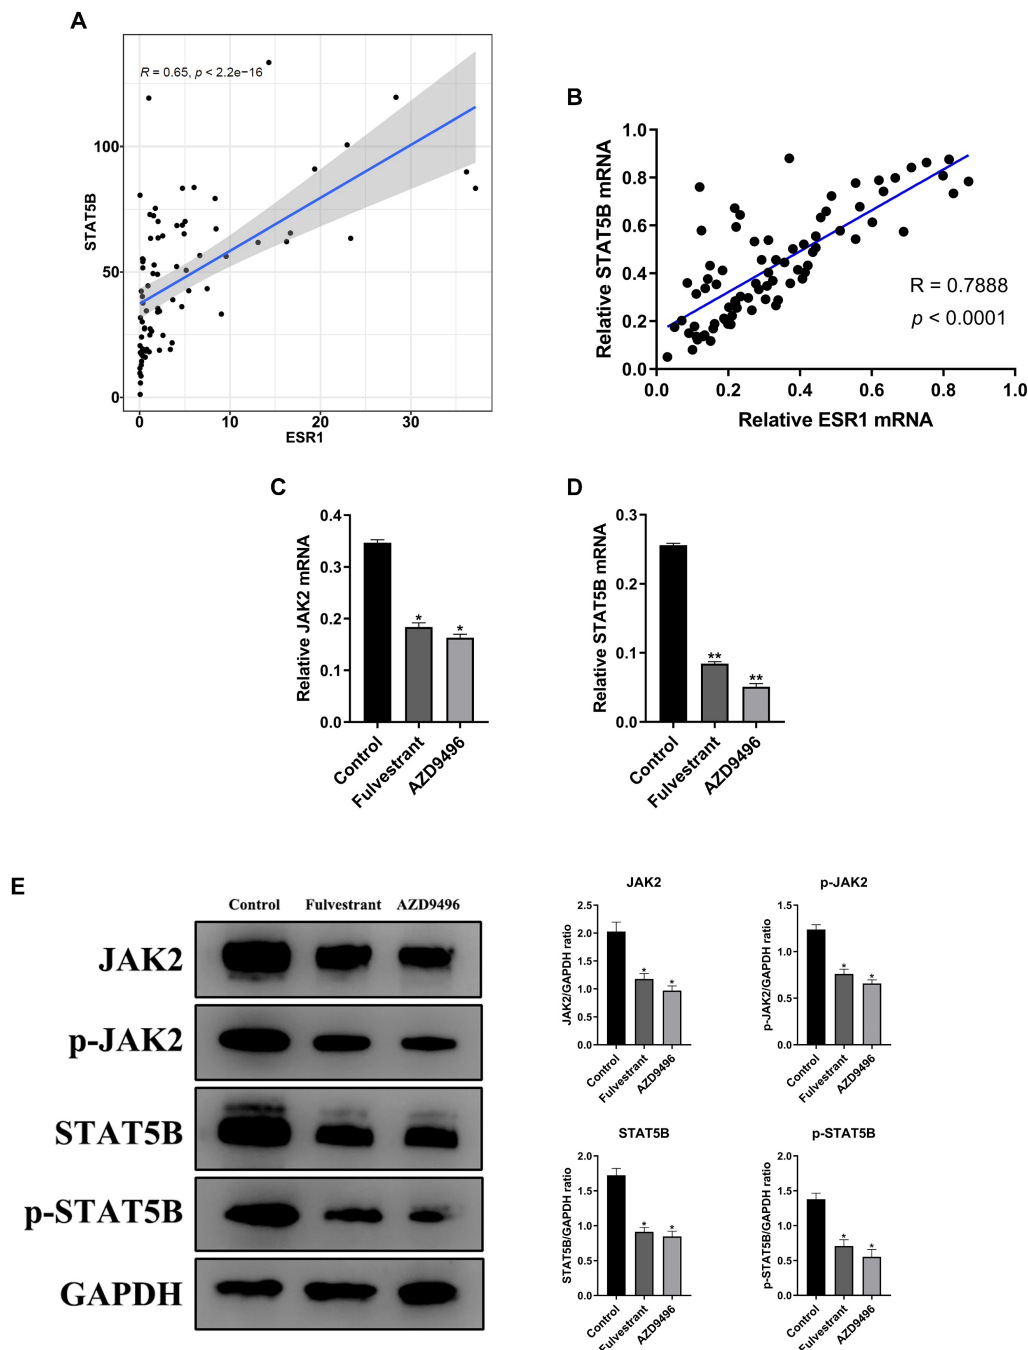 A
R = 0.65, p < 2.2e−16
STAT5B
100
50
0
0 10 20 30
ESR1
B
Relative STAT5B mRNA
1.0
0.8
0.6
0.4
0.2
0.0
R = 0.7888
p < 0.0001
0.0 0.2 0.4 0.6 0.8 1.0
Relative ESR1 mRNA
C
Relative JAK2 mRNA
0.4
0.3
0.2
0.1
0.0
* *
Control Fulvestrant AZD9496
D
Relative STAT5B mRNA
0.3
0.2
0.1
0.0
** **
Control Fulvestrant AZD9496
E
Control Fulvestrant AZD9496
JAK2
p-JAK2
STAT5B
p-STAT5B
GAPDH
JAK2
JAK2/GAPDH ratio
2.5
2.0
1.5
1.0
0.5
0.0
* *
Control Fulvestrant AZD9496
p-JAK2
p-JAK2/GAPDH ratio
1.5
1.0
0.5
0.0
* *
Control Fulvestrant AZD9496
STAT5B
STAT5B/GAPDH ratio
2.0
1.5
1.0
0.5
0.0
* *
Control Fulvestrant AZD9496
p-STAT5B
p-STAT5B/GAPDH ratio
2.0
1.5
1.0
0.5
0.0
* *
Control Fulvestrant AZD9496